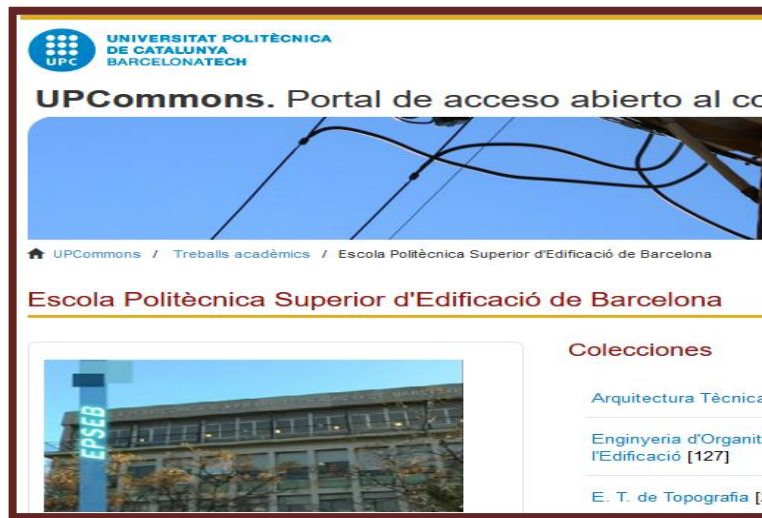 UPC
UNIVERSITAT POLITÈCNICA
DE CATALUNYA
BARCELONATECH
UPCommons. Portal de acceso abierto al co
UPCommons / Treballs acadèmics / Escola Politècnica Superior d'Edificació de Barcelona
Escola Politècnica Superior d'Edificació de Barcelona
EPSEB
Colecciones
Arquitectura Tècnica
Enginyeria d'Organit
l'Edificació [127]
E. T. de Topografia [